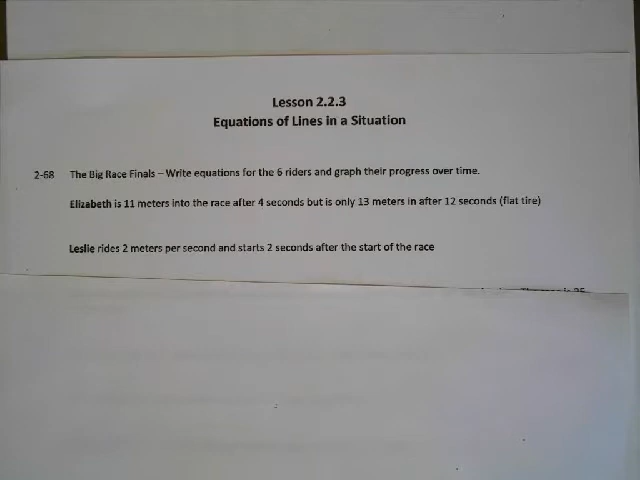 Lesson 2.2.3
Equations of Lines in a Situation
2-68 The Big Race Finals – Write equations for the 6 riders and graph their progress over time.
Elizabeth is 11 meters into the race after 4 seconds but is only 13 meters in after 12 seconds (flat tire)
Leslie rides 2 meters per second and starts 2 seconds after the start of the race